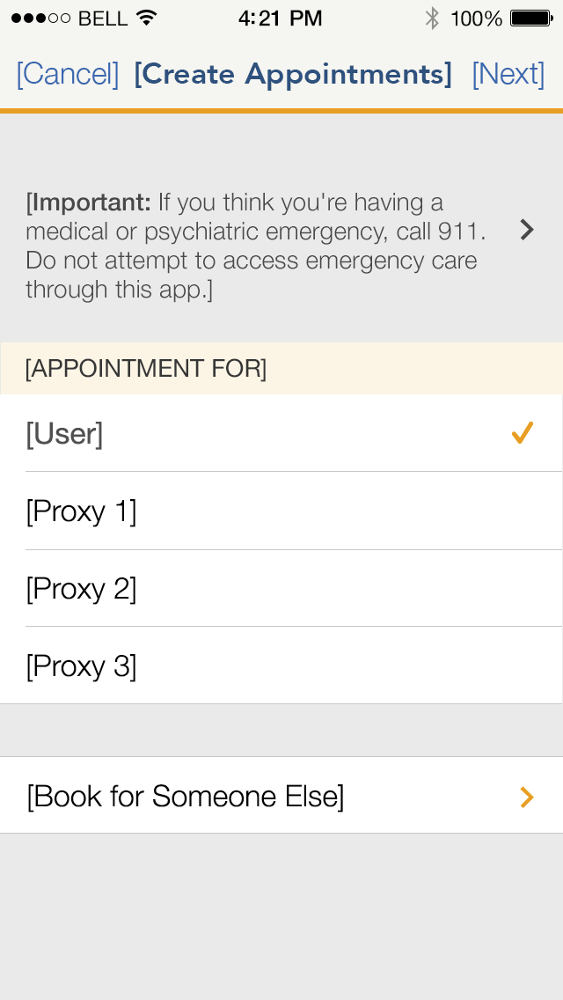 BELL 4:21 PM 100%
[Cancel] [Create Appointments] [Next]
[Important: If you think you're having a
medical or psychiatric emergency, call 911.
Do not attempt to access emergency care
through this app.]
[APPOINTMENT FOR]
[User]
[Proxy 1]
[Proxy 2]
[Proxy 3]
[Book for Someone Else]